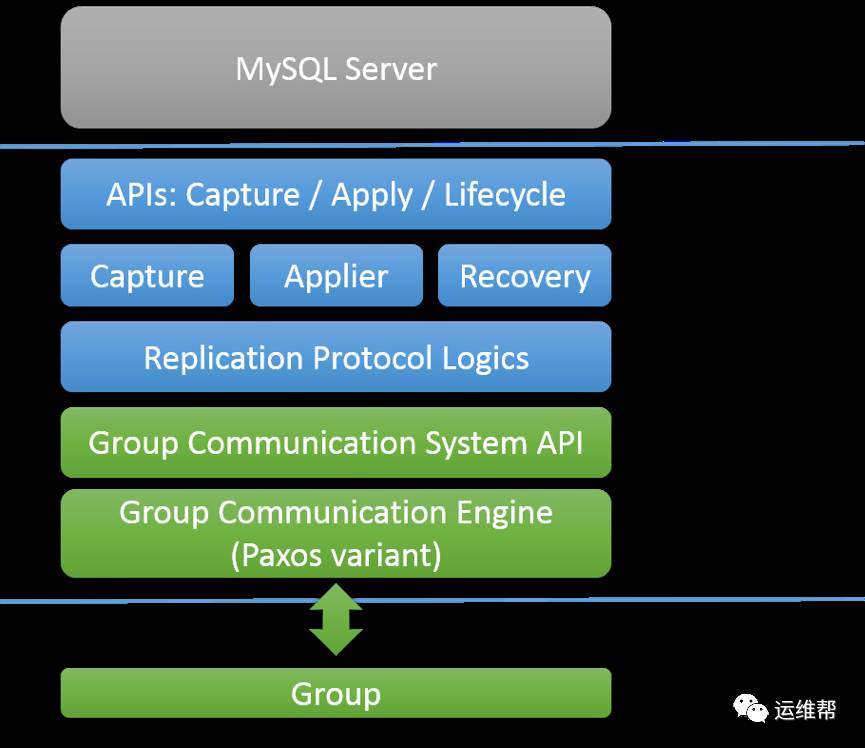 MySQL Server
APIs: Capture / Apply / Lifecycle
Capture
Applier
Recovery
Replication Protocol Logics
Group Communication System API
Group Communication Engine
(Paxos variant)
Group
运维帮